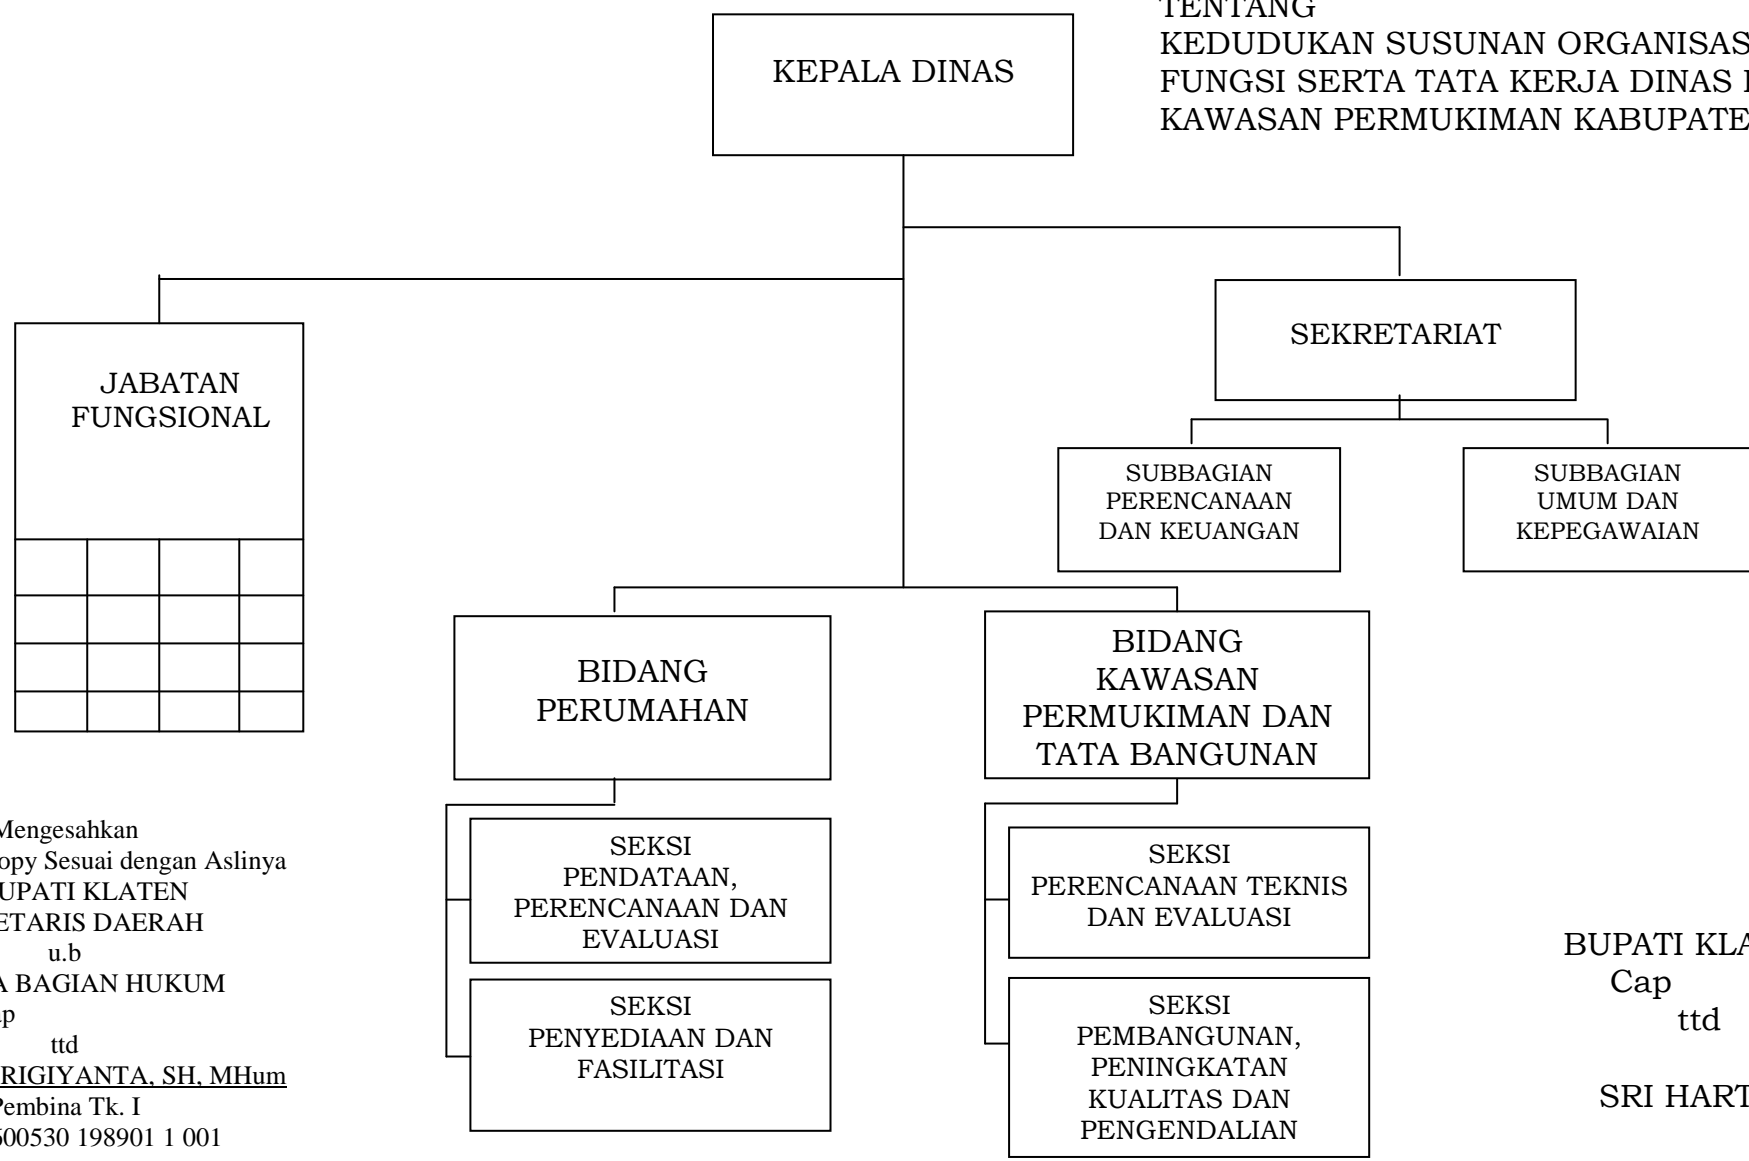 TENTANG
KEDUDUKAN SUSUNAN ORGANISAS
FUNGSI SERTA TATA KERJA DINAS
KAWASAN PERMUKIMAN KABUPATE
KEPALA DINAS
SEKRETARIAT
JABATAN
FUNGSIONAL
SUBBAGIAN
PERENCANAAN
DAN KEUANGAN
SUBBAGIAN
UMUM DAN
KEPEGAWAIAN
BIDANG
PERUMAHAN
BIDANG
KAWASAN
PERMUKIMAN DAN
TATA BANGUNAN
SEKSI
PENDATAAN,
PERENCANAAN DAN
EVALUASI
SEKSI
PENYEDIAAN DAN
FASILITASI
SEKSI
PERENCANAAN TEKNIS
DAN EVALUASI
SEKSI
PEMBANGUNAN,
PENINGKATAN
KUALITAS DAN
PENGENDALIAN
Mengesahkan
opy Sesuai dengan Aslinya
UPATI KLATEN
ETARIS DAERAH
u.b
A BAGIAN HUKUM
ap
ttd
RIGIYANTA, SH, MHum
Pembina Tk. I
600530 198901 1 001
BUPATI KLA
Cap
ttd
SRI HART